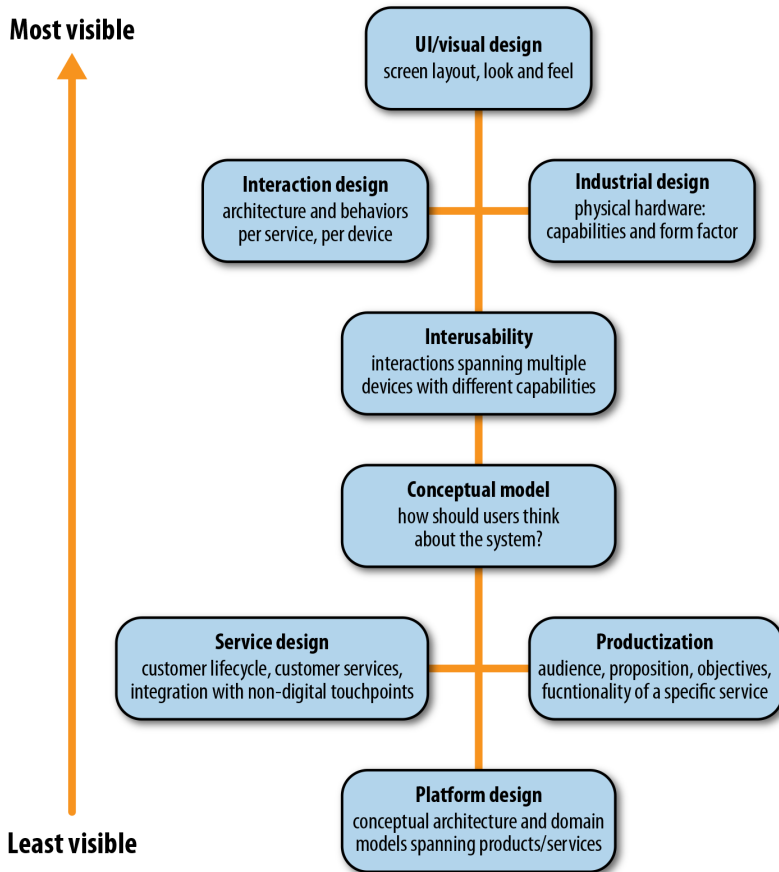 Most visible
UI/visual design
screen layout, look and feel
Interaction design
architecture and behaviors
per service, per device
Industrial design
physical hardware:
capabilities and form factor
Interusability
interactions spanning multiple
devices with different capabilities
Conceptual model
how should users think
about the system?
Service design
customer lifecycle, customer services,
integration with non-digital touchpoints
Productization
audience, proposition, objectives,
fucntionality of a specific service
Platform design
conceptual architecture and domain
models spanning products/services
Least visible